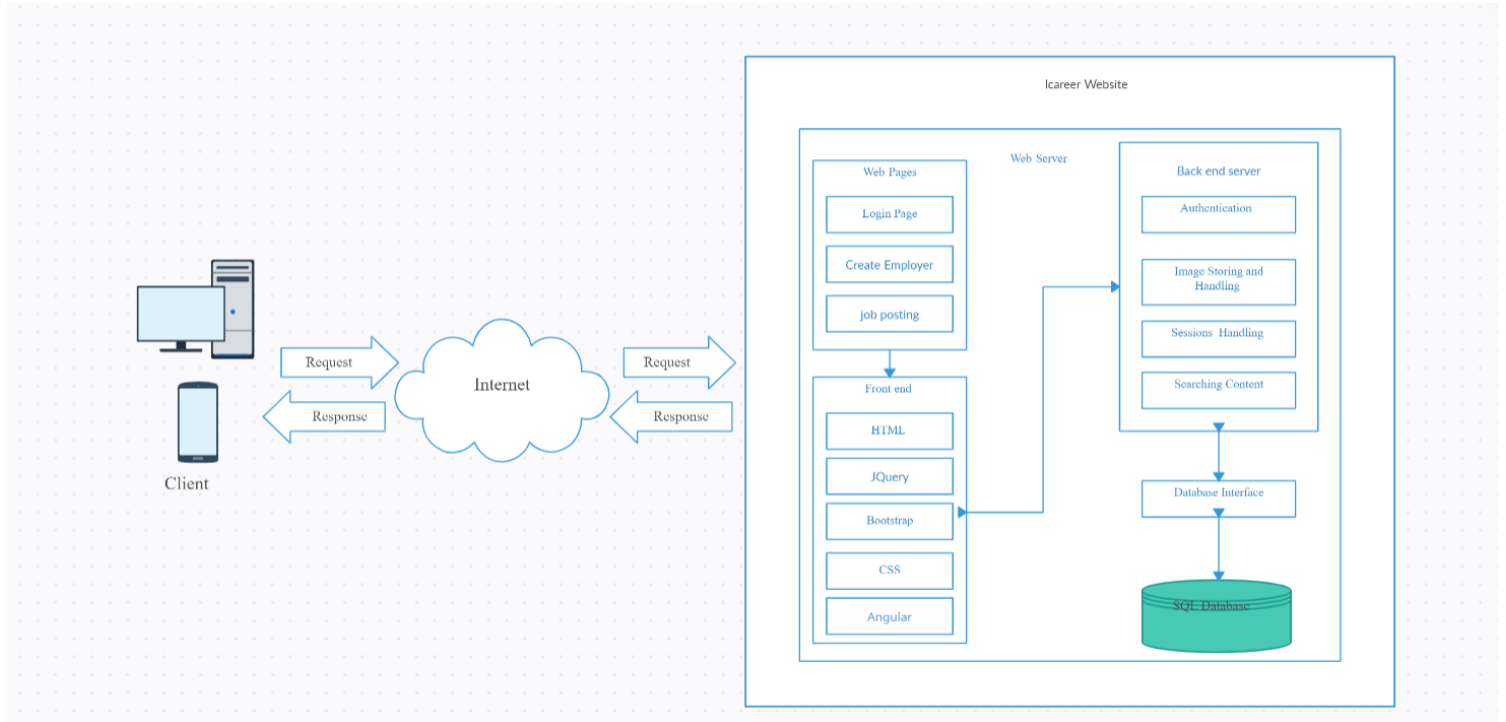 Icareer Website
Web Server
Web Pages
Login Page
Create Employer
job posting
Front end
HTML
JQuery
Bootstrap
CSS
Angular
Back end server
Authentication
Image Storing and
Handling
Sessions Handling
Searching Content
Database Interface
SQL Database
Request
Response
Internet
Request
Response
Client